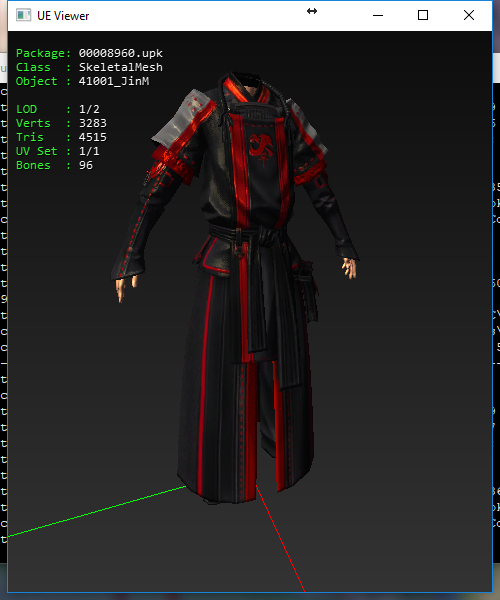 UE Viewer
Package: 00008960.upk
Class : SkeletalMesh
Object : 41001_JinM
LOD : 1/2
Verts : 3283
Tris : 4515
UV Set : 1/1
Bones : 96